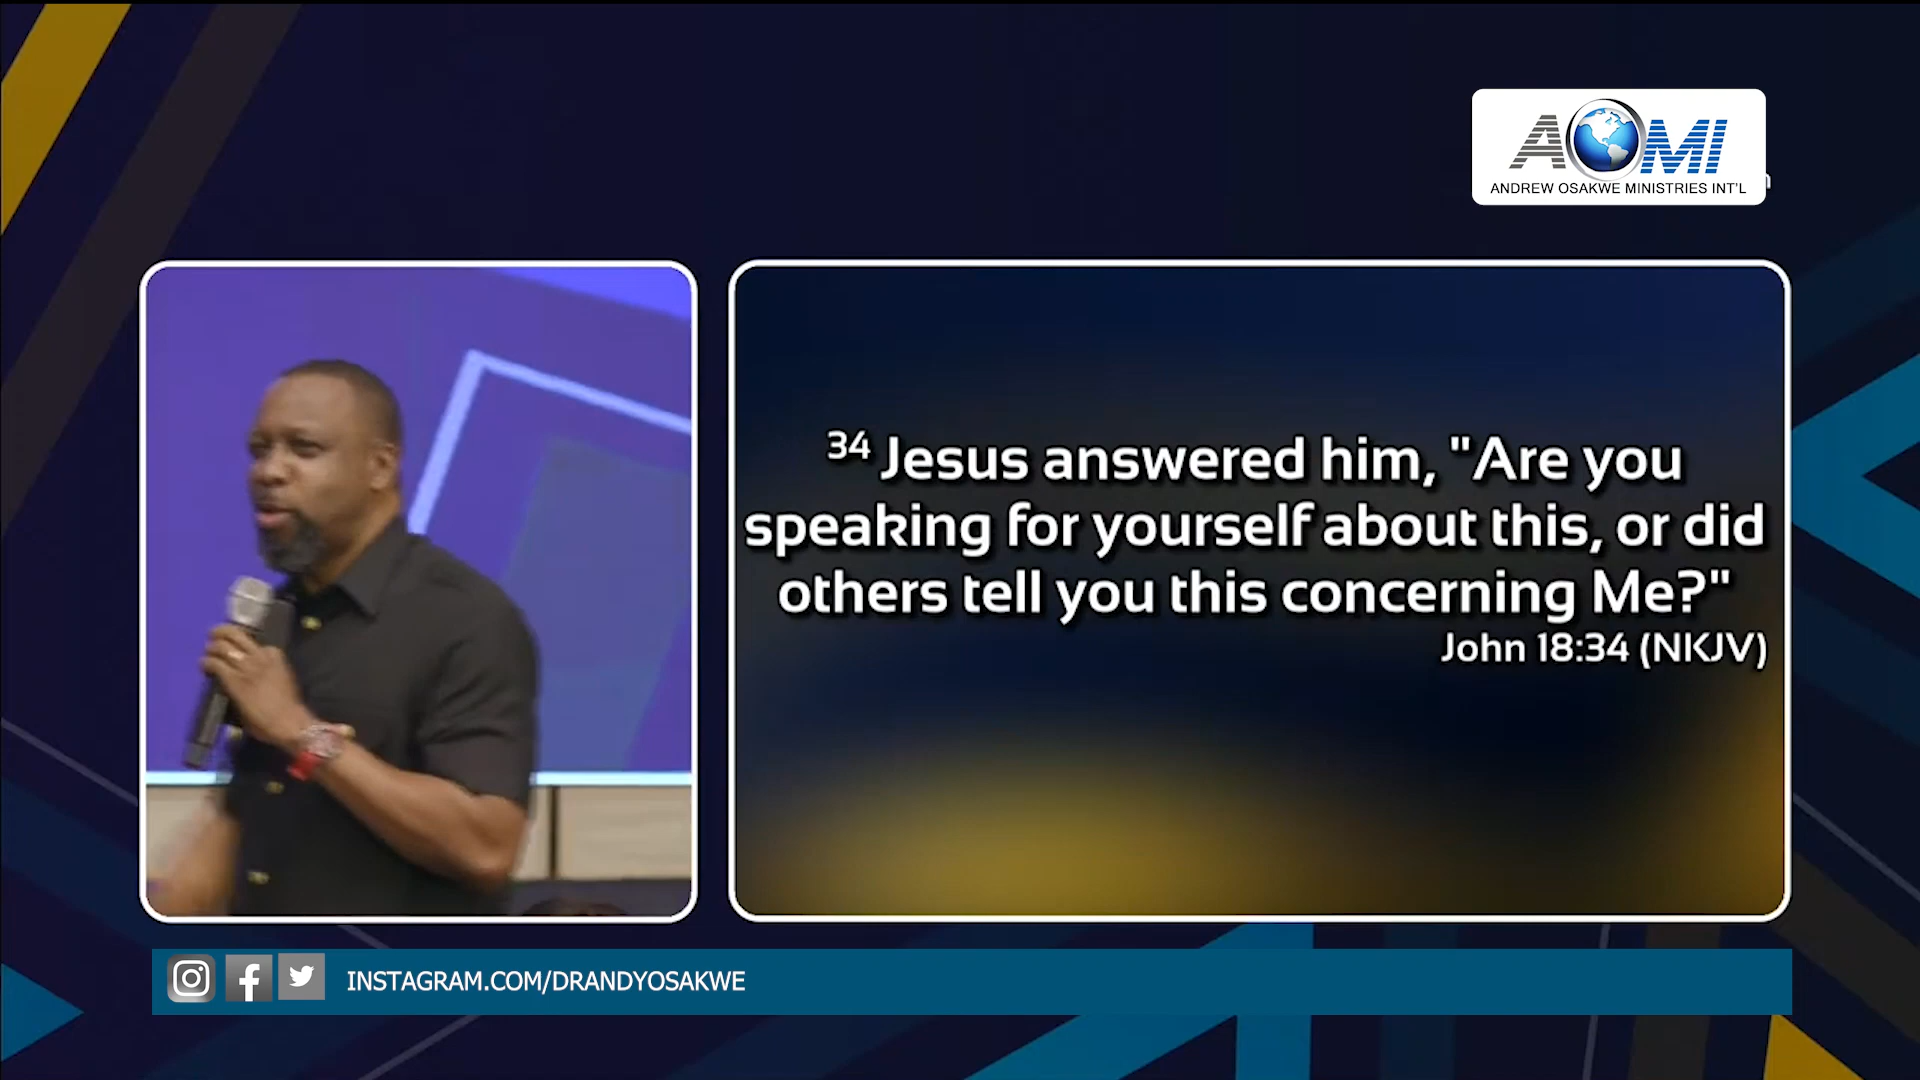 AOMI
ANDREW OSAKWE MINISTRIES INT'L
34 Jesus answered him, "Are you
speaking for yourself about this, or did
others tell you this concerning Me?"
John 18:34 (NKJV)
INSTAGRAM.COM/DRANDYOSAKWE